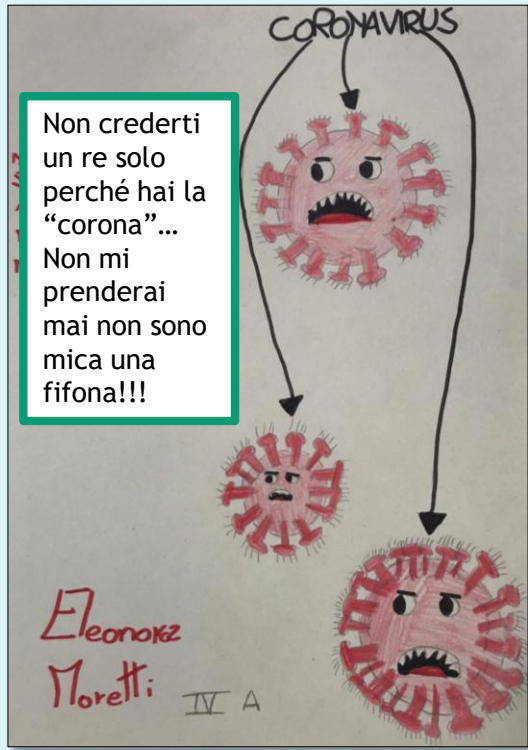 CORONAVIRUS
Non crederti
un re solo
perché hai la
“corona”…
Non mi
prenderai
mai non sono
mica una
fifona!!!
Eleonora
Moretti
IV A